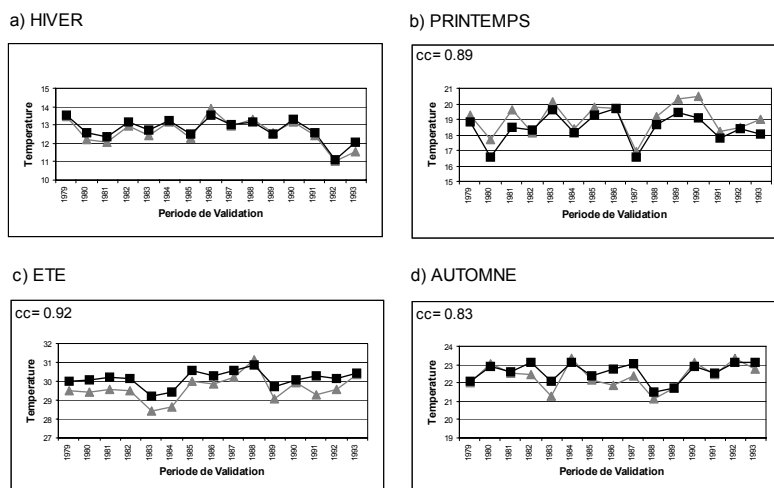 a) HIVER
Temperature
15
14
13
12
11
10
1979 1980 1981 1982 1983 1984 1985 1986 1987 1988 1989 1990 1991 1992 1993
Periode de Validation
b) PRINTEMPS
cc= 0.89
Temperature
21
20
19
18
17
16
15
1979 1980 1981 1982 1983 1984 1985 1986 1987 1988 1989 1990 1991 1992 1993
Periode de Validation
c) ETE
cc= 0.92
Temperature
32
31
30
29
28
27
1979 1980 1981 1982 1983 1984 1985 1986 1987 1988 1989 1990 1991 1992 1993
Periode de Validation
d) AUTOMNE
cc= 0.83
Temperature
24
23
22
21
20
19
1979 1980 1981 1982 1983 1984 1985 1986 1987 1988 1989 1990 1991 1992 1993
Periode de Validation